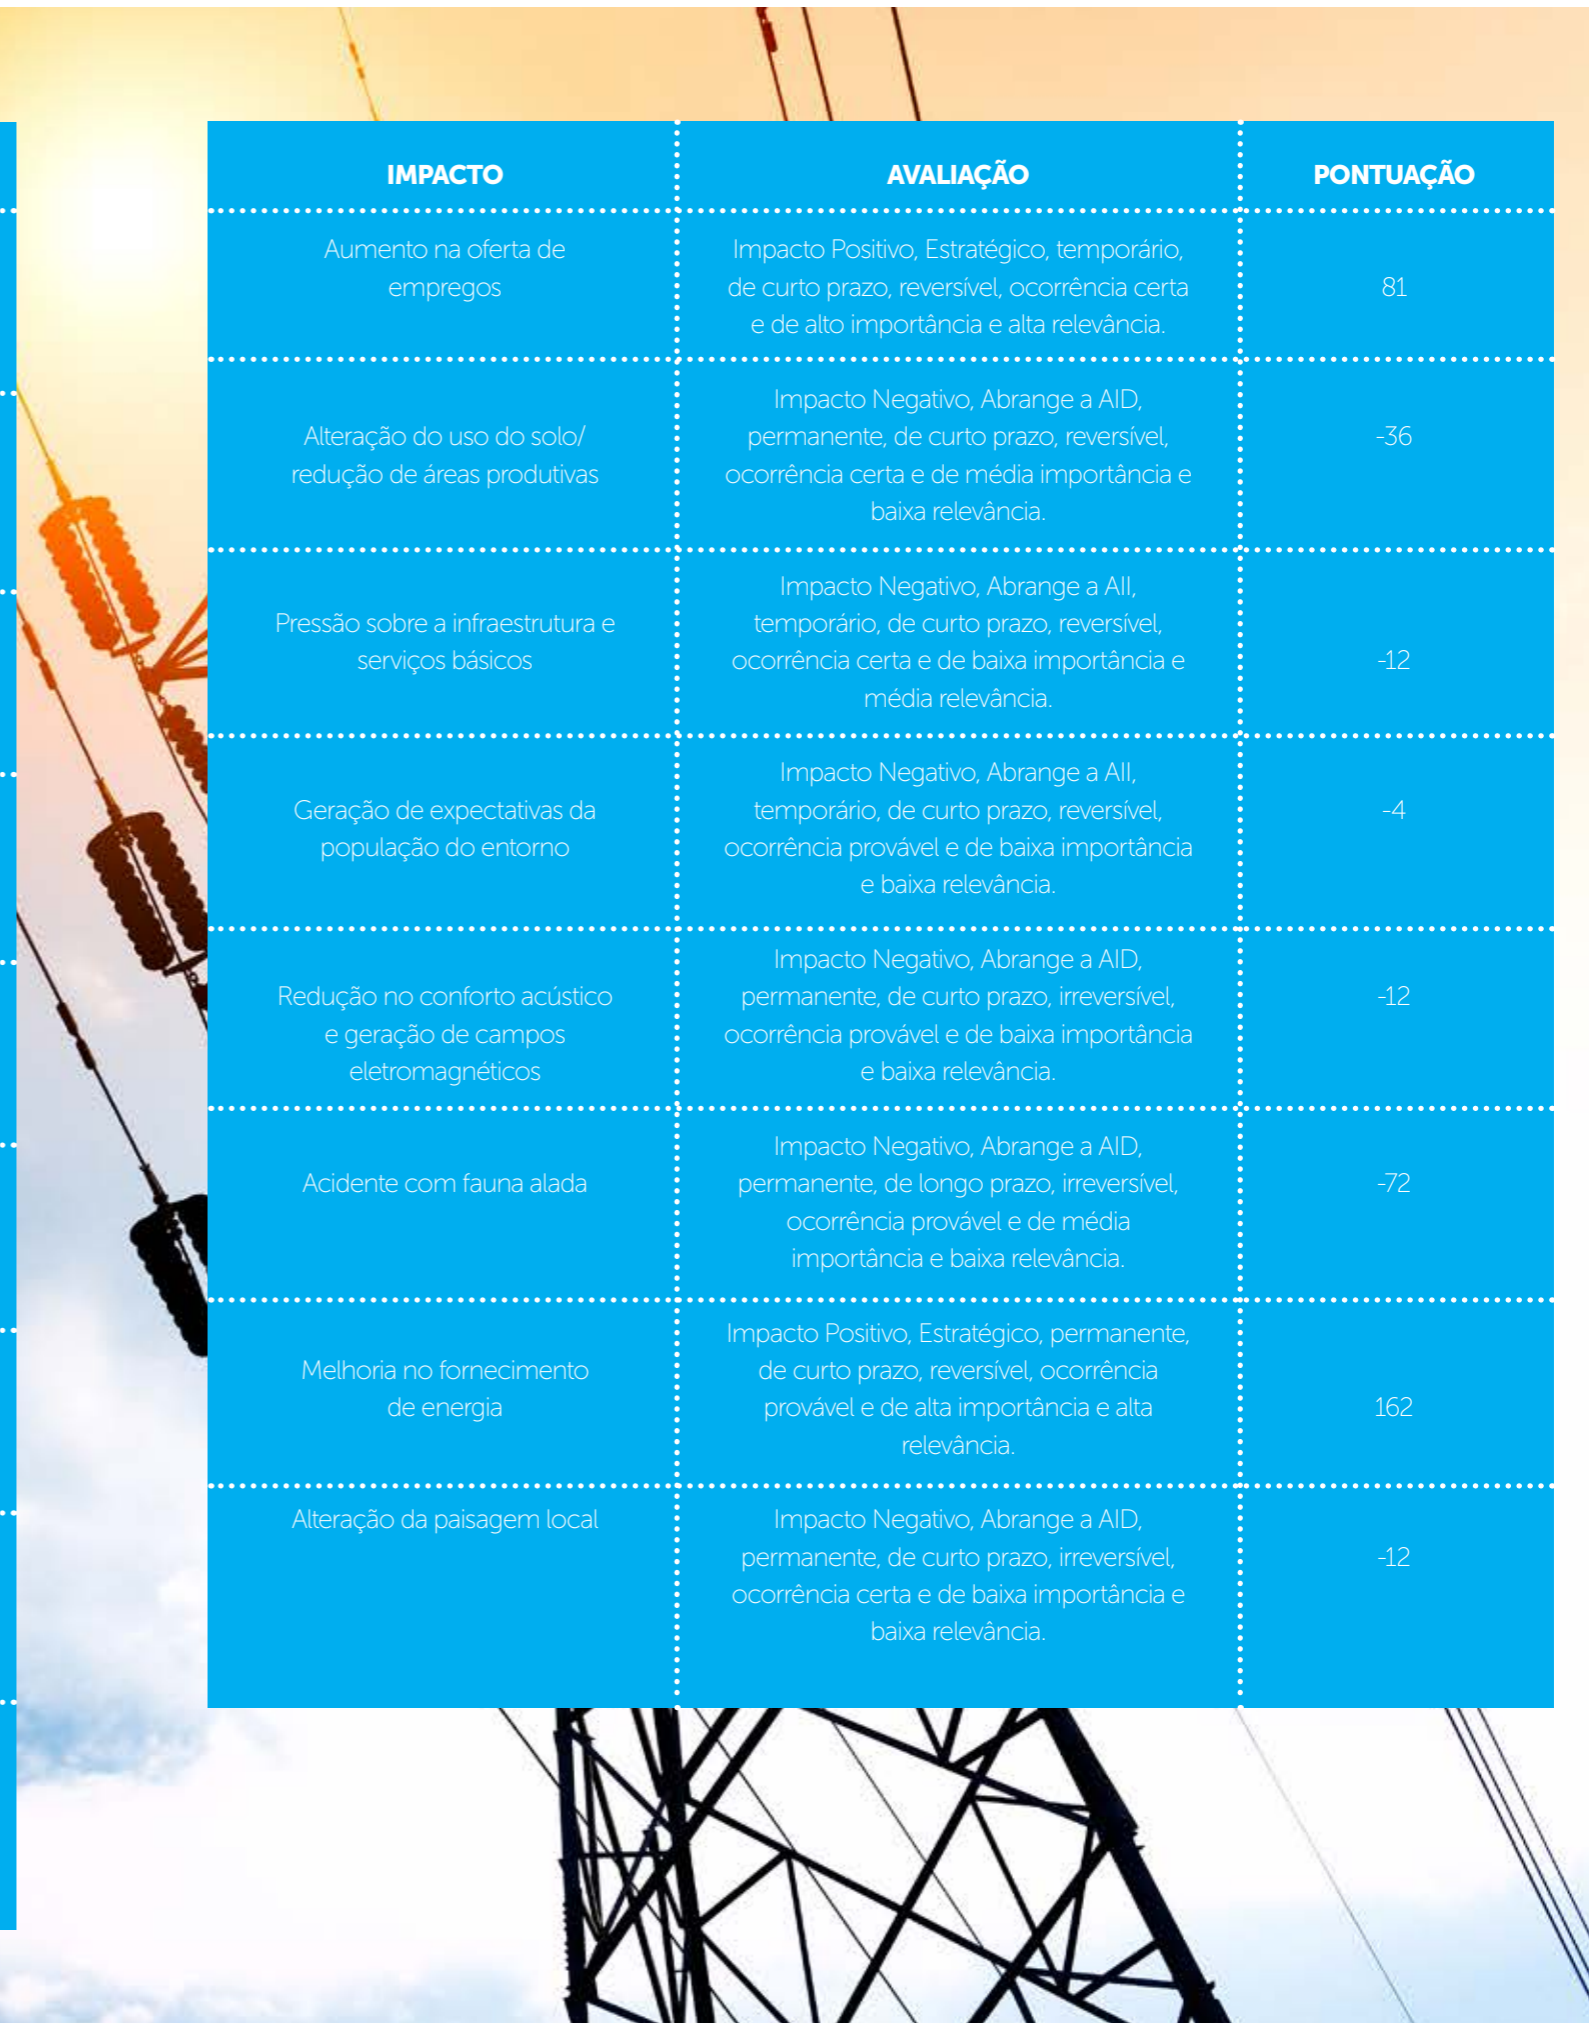 IMPACTO
AVALIAÇÃO
PONTUAÇÃO
Aumento na oferta de
empregos
Impacto Positivo, Estratégico, temporário,
de curto prazo, reversível, ocorrência certa
e de alto importância e alta relevância.
81
Alteração do uso do solo/
redução de áreas produtivas
Impacto Negativo, Abrange a AID,
permanente, de curto prazo, reversível,
ocorrência certa e de média importância e
baixa relevância.
-36
Pressão sobre a infraestrutura e
serviços básicos
Impacto Negativo, Abrange a AII,
temporário, de curto prazo, reversível,
ocorrência certa e de baixa importância e
média relevância.
-12
Geração de expectativas da
população do entorno
Impacto Negativo, Abrange a AII,
temporário, de curto prazo, reversível,
ocorrência provável e de baixa importância
e baixa relevância.
-4
Redução no conforto acústico
e geração de campos
eletromagnéticos
Impacto Negativo, Abrange a AID,
permanente, de curto prazo, irreversível,
ocorrência provável e de baixa importância
e baixa relevância.
-12
Acidente com fauna alada
Impacto Negativo, Abrange a AID,
permanente, de longo prazo, irreversível,
ocorrência provável e de média
importância e baixa relevância.
-72
Melhoria no fornecimento
de energia
Impacto Positivo, Estratégico, permanente,
de curto prazo, reversível, ocorrência
provável e de alta importância e alta
relevância.
162
Alteração da paisagem local
Impacto Negativo, Abrange a AID,
permanente, de curto prazo, irreversível,
ocorrência certa e de baixa importância e
baixa relevância.
-12